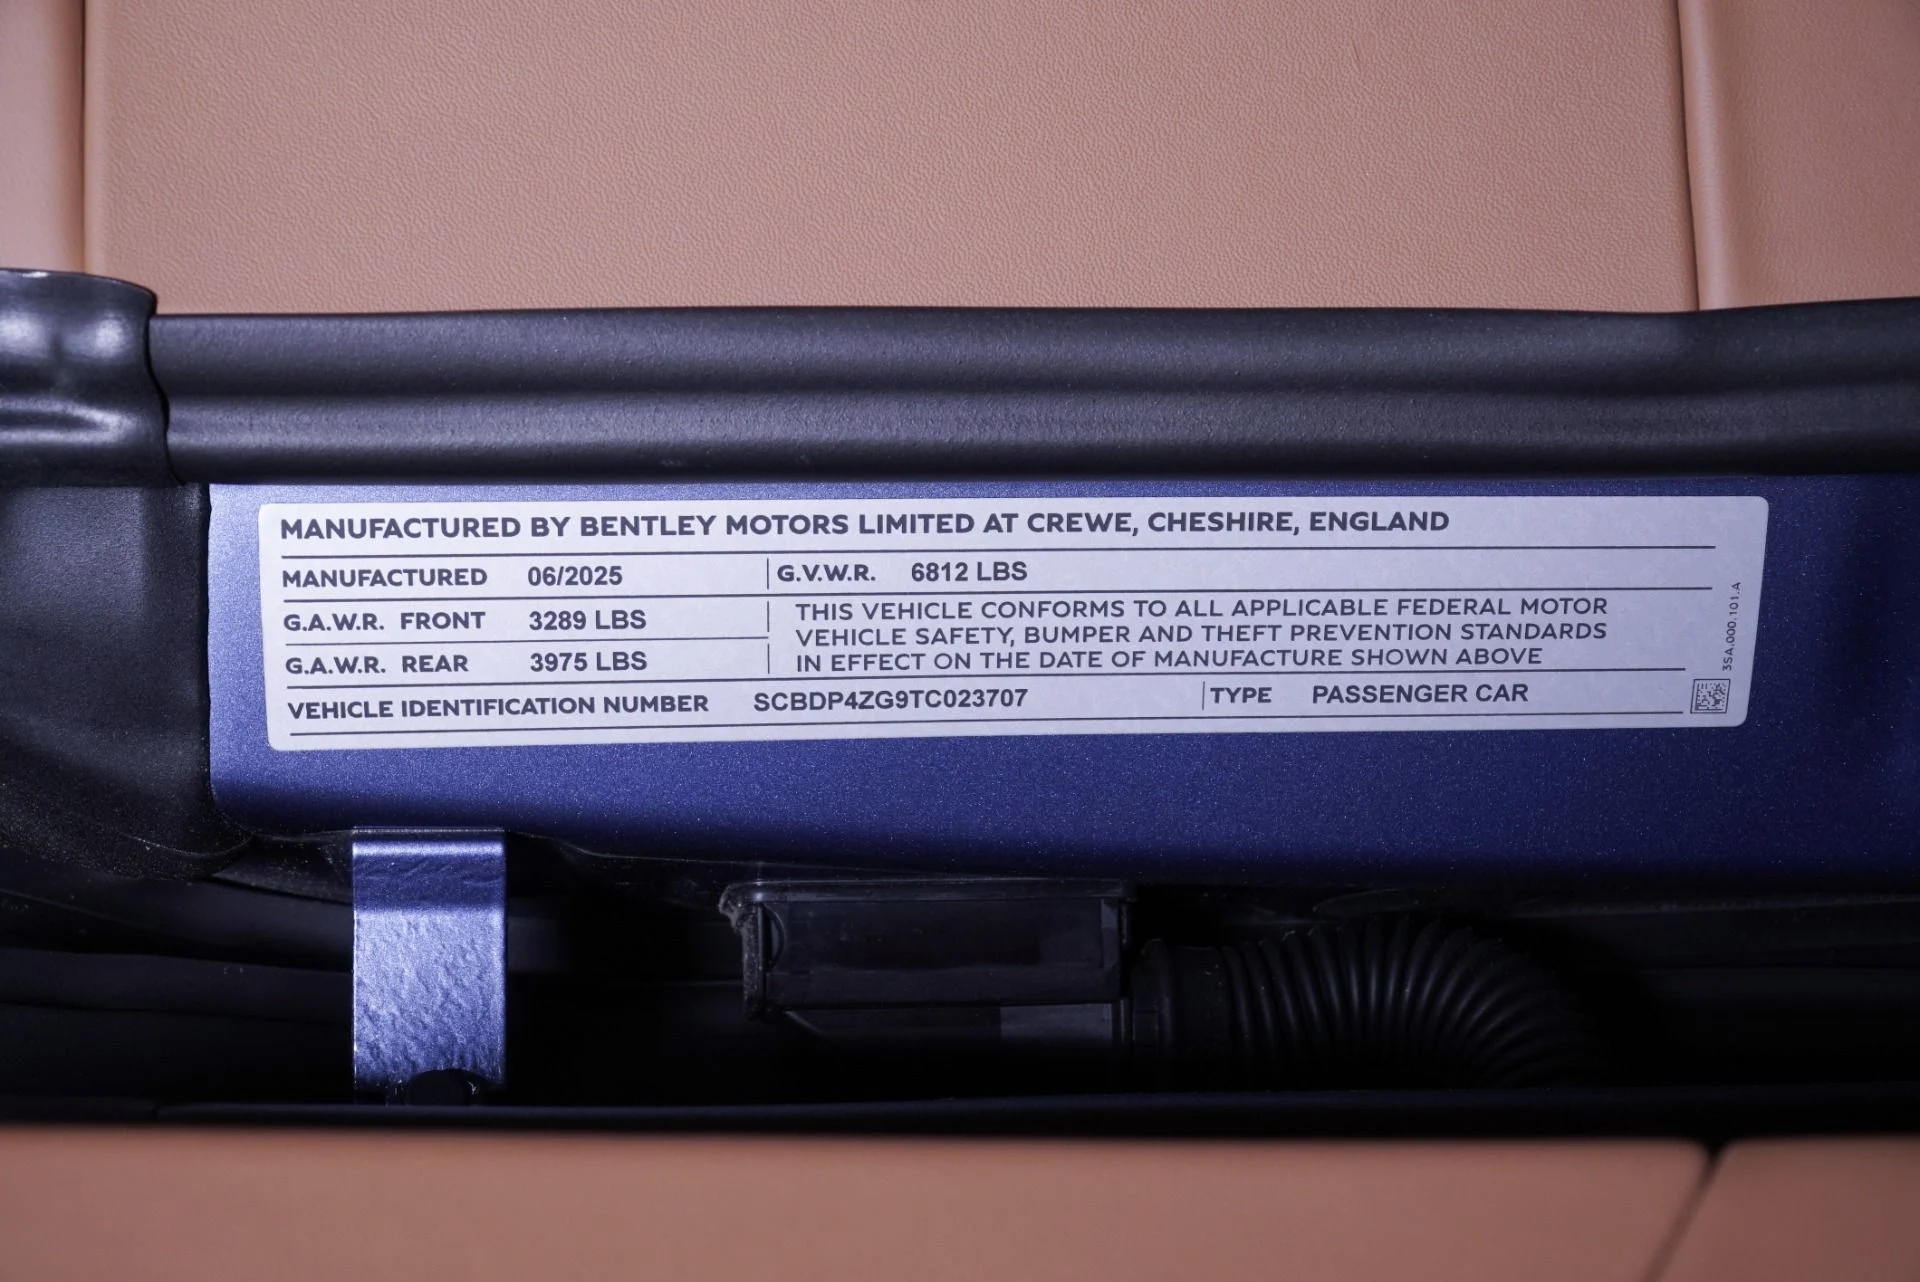 MANUFACTURED BY BENTLEY MOTORS LIMITED AT CREWE, CHESHIRE, ENGLAND
MANUFACTURED 06/2025 G.V.W.R. 6812 LBS
G.A.W.R. FRONT 3289 LBS
G.A.W.R. REAR 3975 LBS
THIS VEHICLE CONFORMS TO ALL APPLICABLE FEDERAL MOTOR
VEHICLE SAFETY, BUMPER AND THEFT PREVENTION STANDARDS
IN EFFECT ON THE DATE OF MANUFACTURE SHOWN ABOVE
VEHICLE IDENTIFICATION NUMBER SCBDP4ZG9TC023707 TYPE PASSENGER CAR
3SA.000.101.A